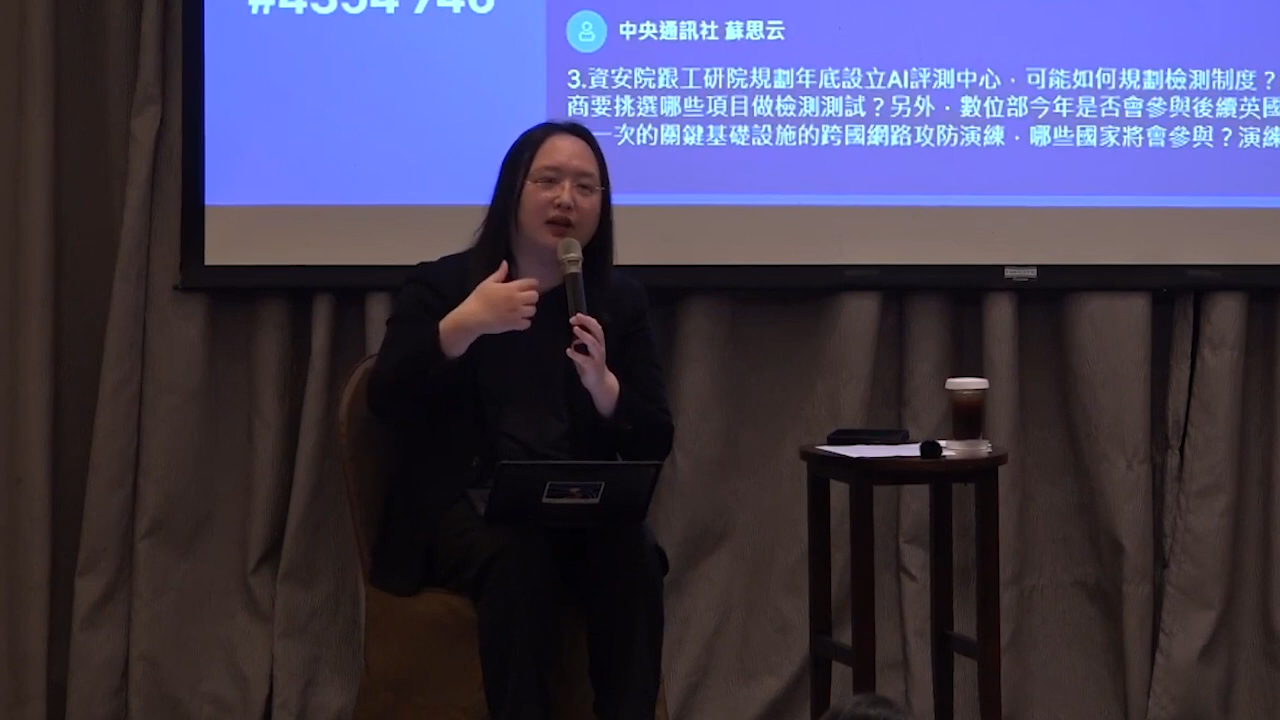 #4354 746
中央通訊社 蘇思云
3.資安院跟工研院規劃年底設立AI評測中心，可能如何規劃檢測制度？
商要挑選哪些項目做檢測測試？另外，數位部今年是否會參與後續英國
一次的關鍵基礎設施的跨國網路攻防演練，哪些國家將會參與？演練